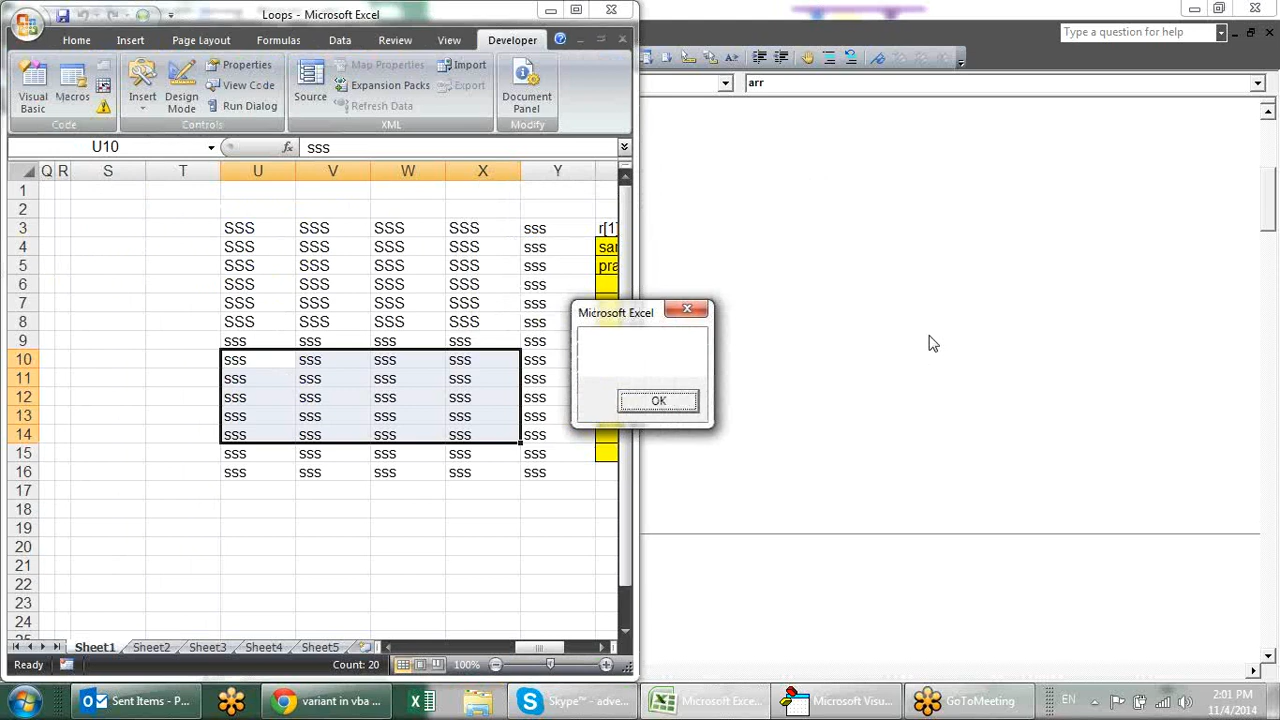 Loops - Microsoft Excel
Home Insert Page Layout Formulas Data Review View Developer
Type a question for help
Visual Basic
Macros
Code
Insert
Design Mode
Properties
View Code
Run Dialog
Controls
Source
Map Properties
Expansion Packs
Refresh Data
Import
Export
XML
Document Panel
Modify
arr
U10 fx sss
Q R S T U V W X Y
1
2
3 SSS SSS SSS SSS sss r[1]
4 SSS SSS SSS SSS sss
5 SSS SSS SSS SSS sss
6 SSS SSS SSS SSS sss
7 SSS SSS SSS SSS sss
8 SSS SSS SSS SSS sss
9 sss sss sss sss sss
10 sss sss sss sss sss
11 sss sss sss sss sss
12 sss sss sss sss sss
13 sss sss sss sss sss
14 sss sss sss sss sss
15 sss sss sss sss sss
16 sss sss sss sss sss
17
18
19
20
21
22
23
24
25
Microsoft Excel
OK
Sheet1 Sheet2 Sheet3 Sheet4 Sheet5
Ready Count: 20 100%
Sent Items - P...
variant in vba ...
Skype™ - adve...
Microsoft Exce...
Microsoft Visu...
GoToMeeting
EN
2:01 PM
11/4/2014